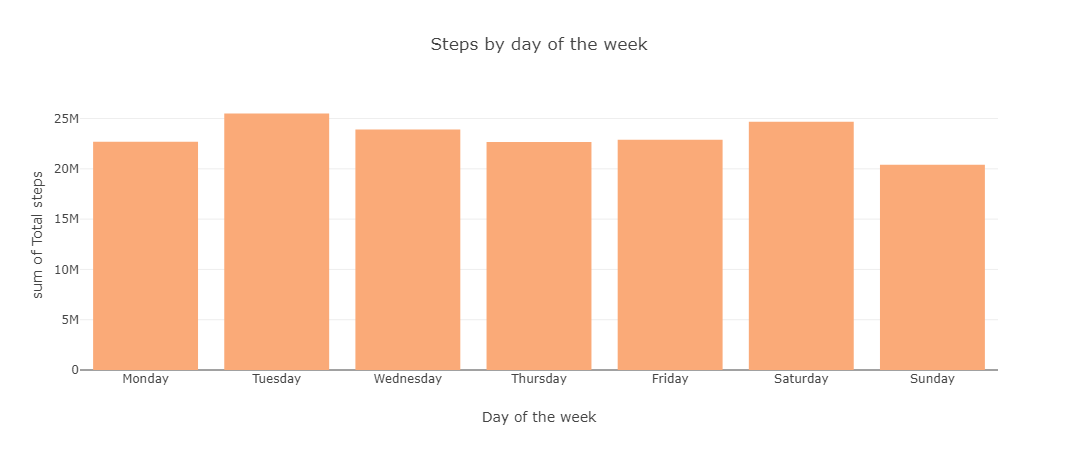 Steps by day of the week
sum of Total steps
25M
20M
15M
10M
5M
0
Monday Tuesday Wednesday Thursday Friday Saturday Sunday
Day of the week